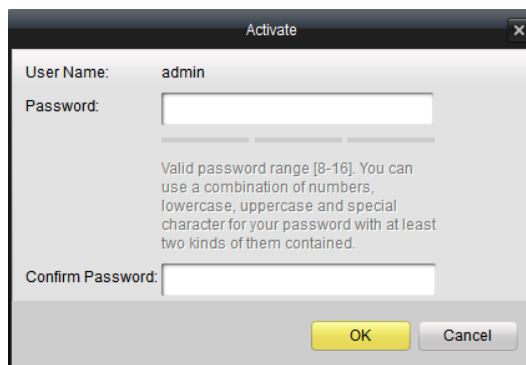 Activate
User Name: admin
Password:
Valid password range [8-16]. You can
use a combination of numbers,
lowercase, uppercase and special
character for your password with at least
two kinds of them contained.
Confirm Password:
OK Cancel